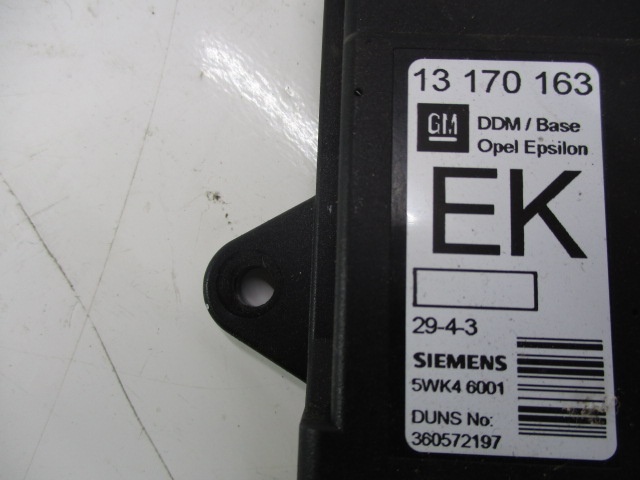 13 170 163
GM
DDM / Base
Opel Epsilon
EK
29-4-3
SIEMENS
5WK4 6001
DUNS No:
360572197